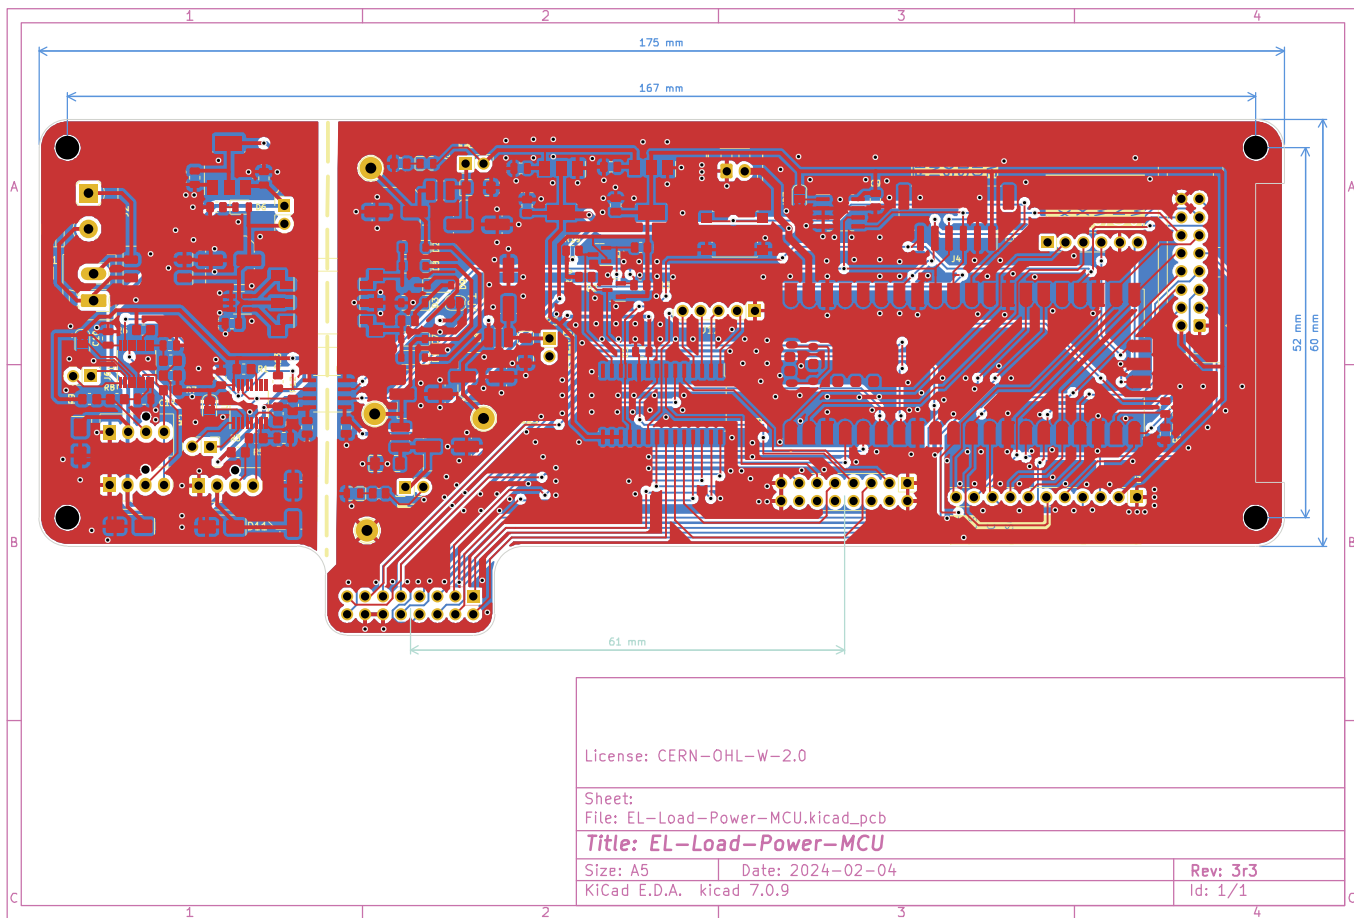 1 2 3 4
175 mm
167 mm
A A
J4
52 mm
60 mm
B B
61 mm
License: CERN-OHL-W-2.0
Sheet:
File: EL-Load-Power-MCU.kicad_pcb
Title: EL-Load-Power-MCU
Size: A5 Date: 2024-02-04 Rev: 3r3
KiCad E.D.A. kicad 7.0.9 Id: 1/1
C C
1 2 3 4